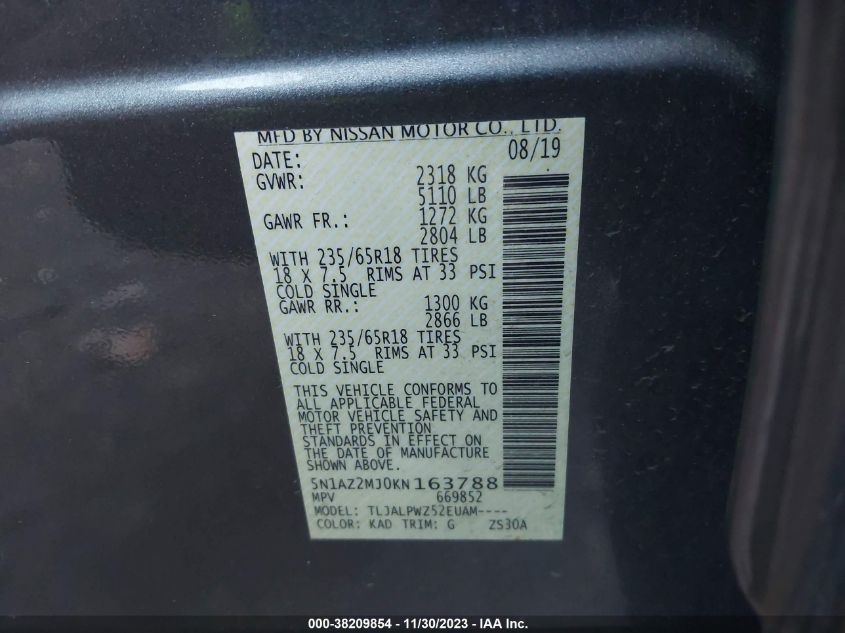 MFD BY NISSAN MOTOR CO., LTD.
DATE: 08/19
GVWR: 2318 KG
5110 LB
GAWR FR.: 1272 KG
2804 LB
WITH 235/65R18 TIRES
18 X 7.5 RIMS AT 33 PSI
COLD SINGLE
GAWR RR.: 1300 KG
2866 LB
WITH 235/65R18 TIRES
18 X 7.5 RIMS AT 33 PSI
COLD SINGLE
THIS VEHICLE CONFORMS TO
ALL APPLICABLE FEDERAL
MOTOR VEHICLE SAFETY AND
THEFT PREVENTION
STANDARDS IN EFFECT ON
THE DATE OF MANUFACTURE
SHOWN ABOVE.
5N1AZ2MJ0KN163788
MPV 669852
MODEL: TLJALPWZ52EUAM----
COLOR: KAD TRIM: G ZS30A
000-38209854 - 11/30/2023 - IAA Inc.